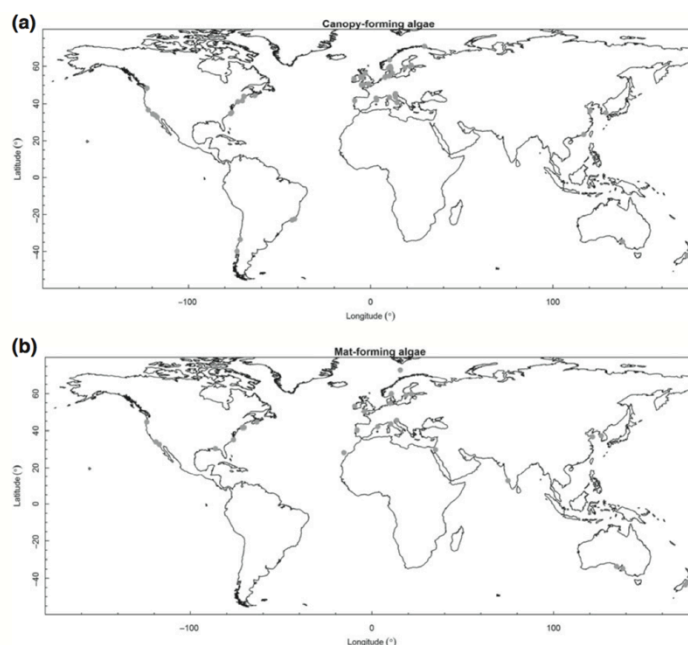 (a)
Canopy-forming algae
Latitude (°)
60
40
20
0
−20
−40
−100
0
100
Longitude (°)
(b)
Mat-forming algae
Latitude (°)
60
40
20
0
−20
−40
−100
0
100
Longitude (°)